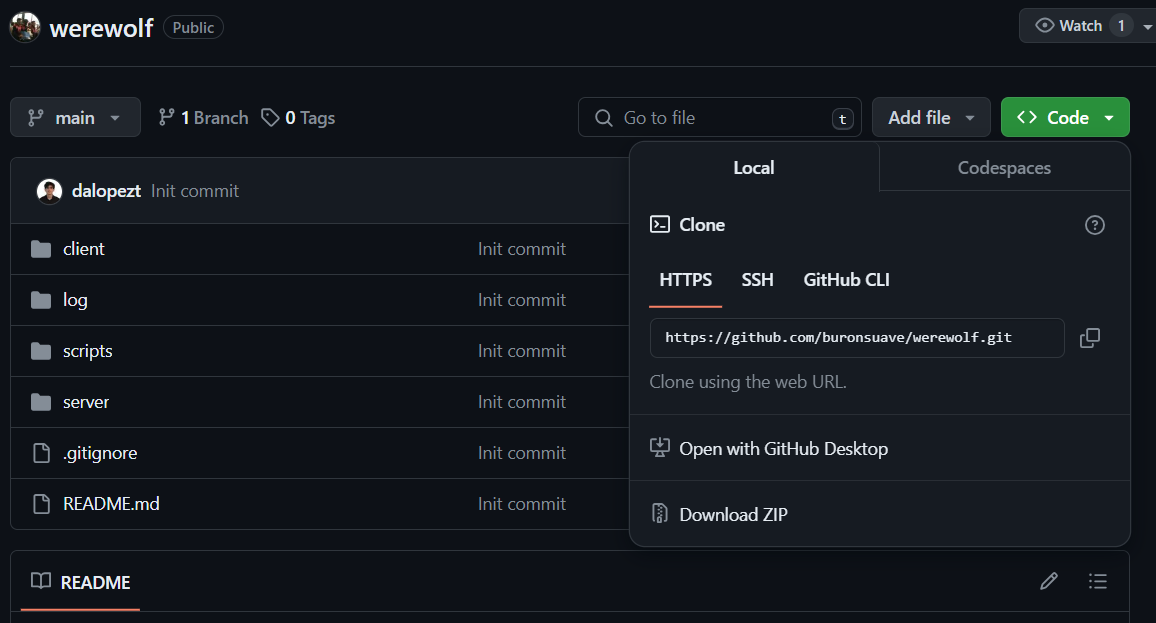 werewolf Public Watch 1
main 1 Branch 0 Tags Go to file t Add file Code
Local Codespaces
dalopezt Init commit
Clone
client Init commit
HTTPS SSH GitHub CLI
log Init commit
https://github.com/buronsuave/werewolf.git
scripts Init commit
Clone using the web URL.
server Init commit
Open with GitHub Desktop
.gitignore Init commit
README.md Init commit
Download ZIP
README